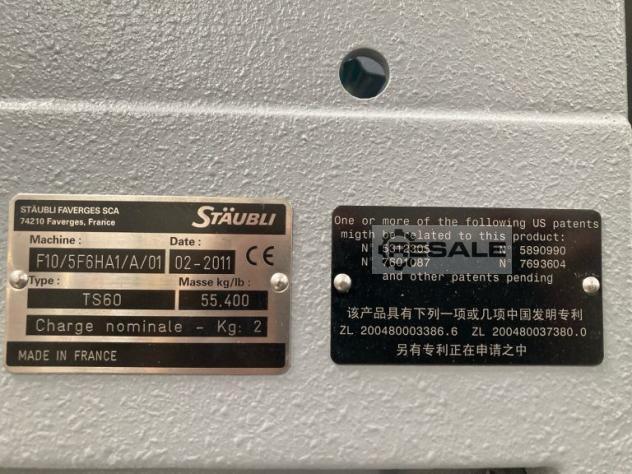 STÄUBLI FAVERGES SCA
74210 Faverges, France
STÄUBLI
Machine : Date :
F10/5F6HA1/A/01 02-2011 CE
Type : Masse kg/lb :
TS60 55.400
Charge nominale - Kg: 2
MADE IN FRANCE
One or more of the following US patents
migth be related to this product:
N° 5312305 N° 5890990
N° 7601087 N° 7693604
and other patents pending
SALE
该产品具有下列一项或几项中国发明专利
ZL 200480003386.6 ZL 200480037380.0
另有专利正在申请之中